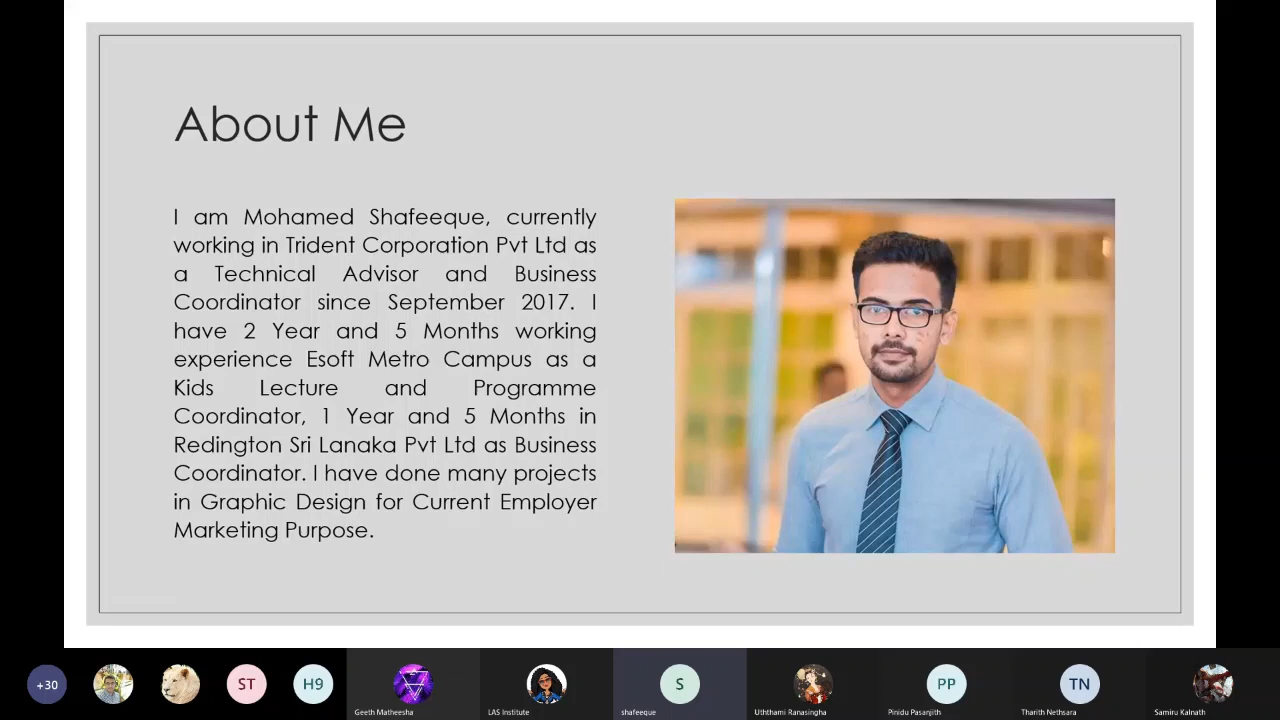 About Me
I am Mohamed Shafeeque, currently
working in Trident Corporation Pvt Ltd as
a Technical Advisor and Business
Coordinator since September 2017. I
have 2 Year and 5 Months working
experience Esoft Metro Campus as a
Kids Lecture and Programme
Coordinator, 1 Year and 5 Months in
Redington Sri Lanaka Pvt Ltd as Business
Coordinator. I have done many projects
in Graphic Design for Current Employer
Marketing Purpose.
+30
ST
H9
S
PP
TN
Geeth Matheesha
LAS Institute
shafeeque
Uththami Ranasingha
Pinidu Pasanjith
Tharith Nethsara
Samiru Kalnath